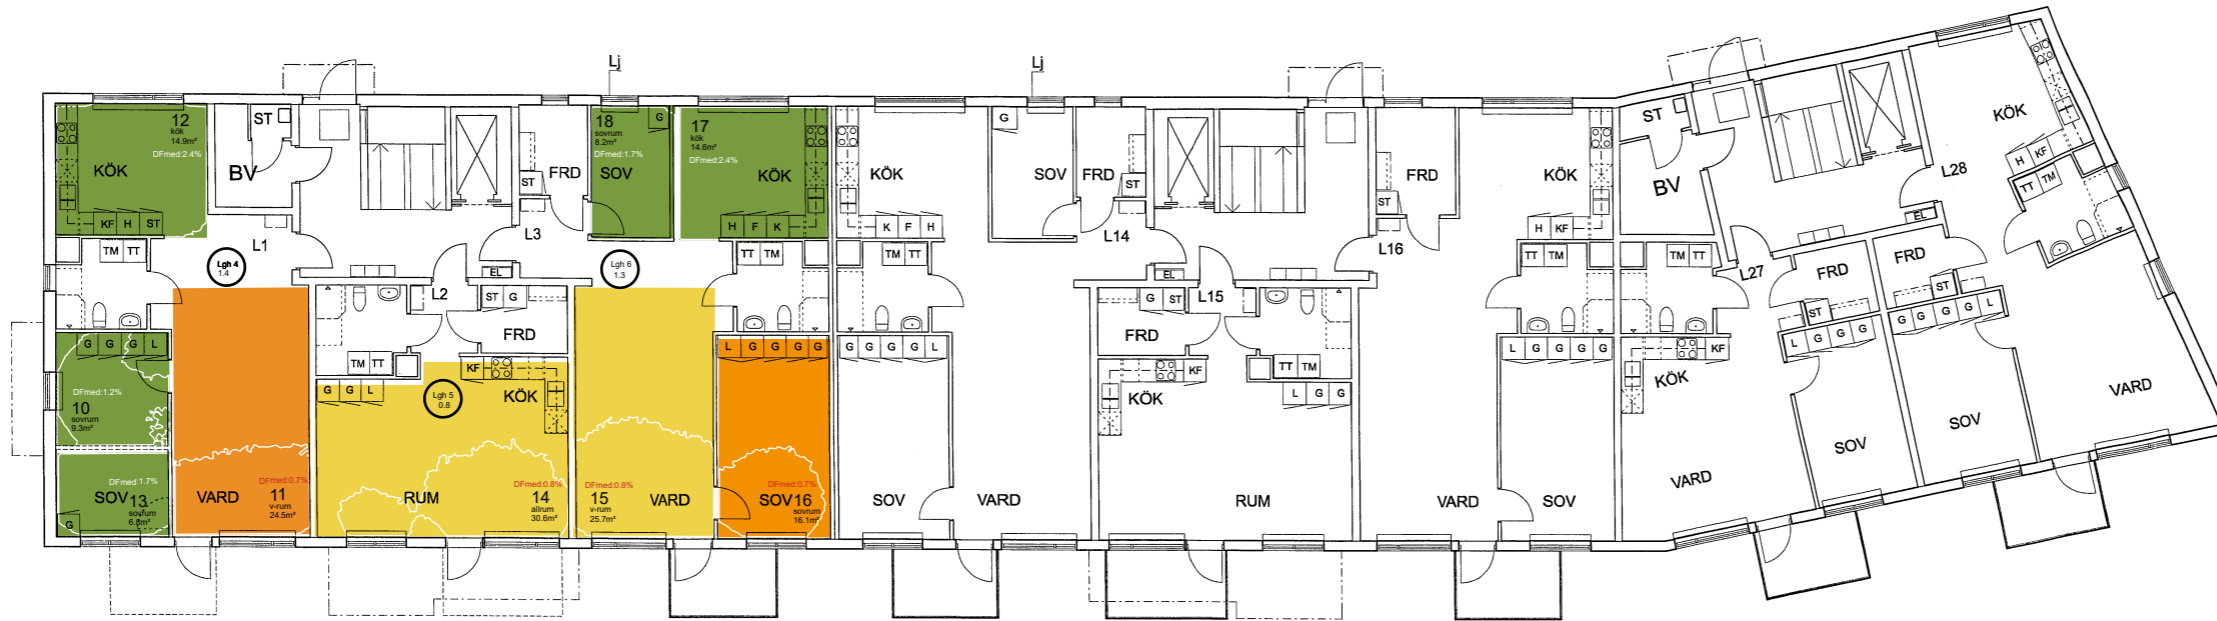 Lj
Lj
12
kök
14.9m²
DFmed:2.4%
KÖK
KF H ST
ST
BV
L1
Lgh 4
1.4
TM TT
G G G L
DFmed:1.2%
10
sovrum
9.3m²
DFmed:1.7%
SOV
13
sovrum
G
VARD
DFmed:0.7%
11
v-rum
24.5m²
ST
FRD
L3
EL
L2
ST G
FRD
TM TT
G G L
KF
KÖK
Lgh 5
0.8
RUM
DFmed:0.8%
14
allrum
30.6m²
18
sovrum
8.2m²
DFmed:1.7%
SOV
G
17
kök
14.6m²
DFmed:2.4%
KÖK
H F K
Lgh 6
1.3
TT TM
L G G G G
DFmed:0.8%
15
v-rum
25.7m²
VARD
DFmed:0.7%
SOV
16
sovrum
16.1m²
KÖK
K F H
TM TT
G G G G L
SOV
VARD
G
SOV
FRD
ST
L14
EL
G ST
L15
FRD
KF
KÖK
TT TM
L G G
RUM
FRD
ST
L16
KÖK
H KF
TT TM
L G G G G
VARD
SOV
ST
BV
TM TT
L27
KF
KÖK
VARD
FRD
ST
L G G G
SOV
L28
EL
FRD
ST
G G G G L
SOV
KÖK
H KF
TT TM
VARD